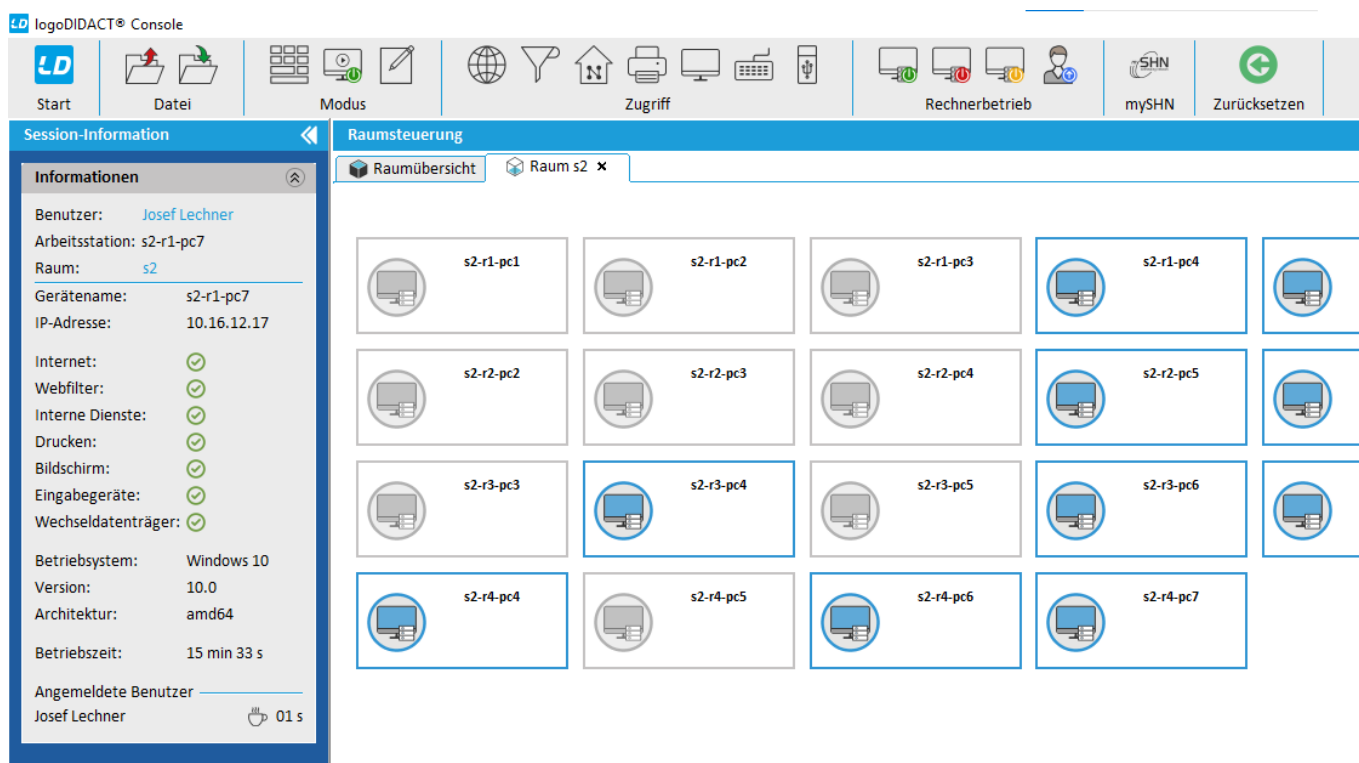 LD logoDIDACT® Console
LD
SHN
Start Datei Modus Zugriff Rechnerbetrieb mySHN Zurücksetzen
Session-Information
Raumsteuerung
Raumübersicht Raum s2 ×
Informationen
Benutzer: Josef Lechner
Arbeitsstation: s2-r1-pc7
Raum: s2
Gerätename: s2-r1-pc7
IP-Adresse: 10.16.12.17
Internet:
Webfilter:
Interne Dienste:
Drucken:
Bildschirm:
Eingabegeräte:
Wechseldatenträger:
Betriebsystem: Windows 10
Version: 10.0
Architektur: amd64
Betriebszeit: 15 min 33 s
Angemeldete Benutzer
Josef Lechner 01 s
s2-r1-pc1 s2-r1-pc2 s2-r1-pc3 s2-r1-pc4
s2-r2-pc2 s2-r2-pc3 s2-r2-pc4 s2-r2-pc5
s2-r3-pc3 s2-r3-pc4 s2-r3-pc5 s2-r3-pc6
s2-r4-pc4 s2-r4-pc5 s2-r4-pc6 s2-r4-pc7